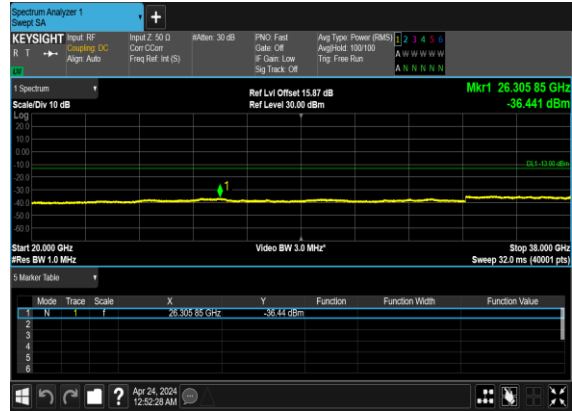 Spectrum Analyzer 1
Swept SA
+
KEYSIGHT Input: RF Input Z: 50 Ω #Atten: 30 dB PNO: Fast Avg Type: Power (RMS) 1 2 3 4 5 6
R T Coupling: DC Corr CCorr Gate: Off Avg|Hold: 100/100 A W W W W W
Align: Auto Freq Ref: Int (S) IF Gain: Low Trig: Free Run
Sig Track: Off A N N N N N
1 Spectrum Ref Lvl Offset 15.87 dB Mkr1 26.305 85 GHz
Scale/Div 10 dB Ref Level 30.00 dBm -36.441 dBm
Log
20.0
10.0
0.00
-10.0 DL1 -13.00 dBm
-20.0
-30.0 1
-40.0
-50.0
-60.0
Start 20.000 GHz Video BW 3.0 MHz* Stop 38.000 GHz
#Res BW 1.0 MHz Sweep 32.0 ms (40001 pts)
5 Marker Table
Mode Trace Scale X Y Function Function Width Function Value
1 N 1 f 26.305 85 GHz -36.44 dBm
2
3
4
5
6
? Apr 24, 2024
12:52:28 AM